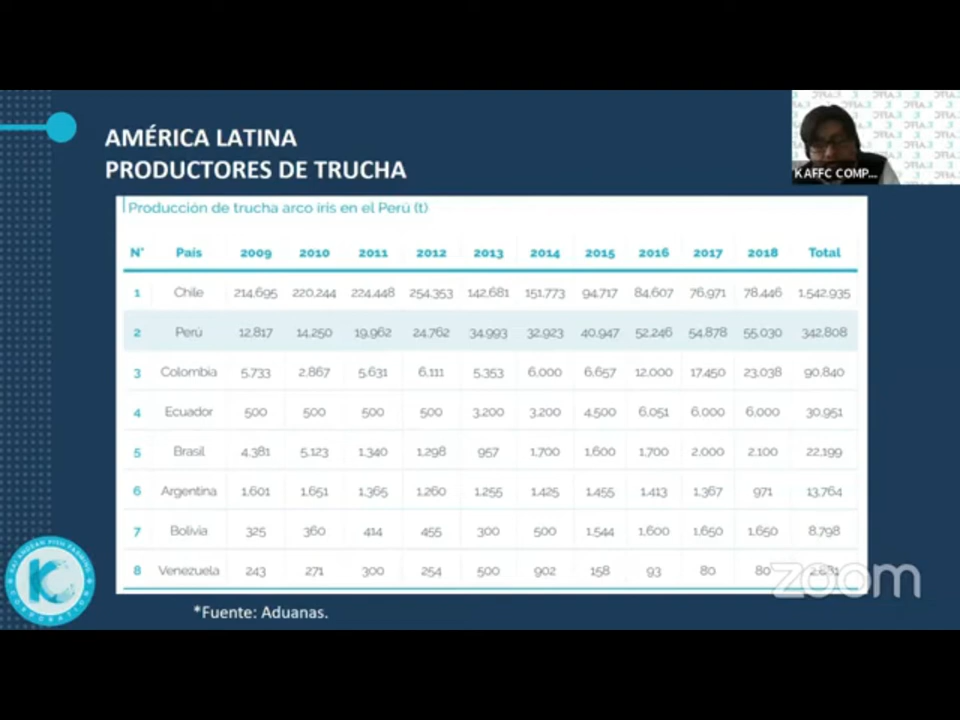 AMÉRICA LATINA
PRODUCTORES DE TRUCHA
KAFFC COMP...
Producción de trucha arco iris en el Perú (t)
N° País 2009 2010 2011 2012 2013 2014 2015 2016 2017 2018 Total
1 Chile 214,695 220,244 224,448 254,353 142,681 151,773 94,717 84,607 76,971 78,446 1,542,935
2 Perú 12,817 14,250 19,962 24,762 34,993 32,923 40,947 52,246 54,878 55,030 342,808
3 Colombia 5,733 2,867 5,631 6,111 5,353 6,000 6,657 12,000 17,450 23,038 90,840
4 Ecuador 500 500 500 500 3,200 3,200 4,500 6,051 6,000 6,000 30,951
5 Brasil 4,381 5,123 1,340 1,298 957 1,700 1,600 1,700 2,000 2,100 22,199
6 Argentina 1,601 1,651 1,365 1,260 1,255 1,425 1,455 1,413 1,367 971 13,764
7 Bolivia 325 360 414 455 300 500 1,544 1,600 1,650 1,650 8,798
8 Venezuela 243 271 300 254 500 902 158 93 80 80
zoom
*Fuente: Aduanas.